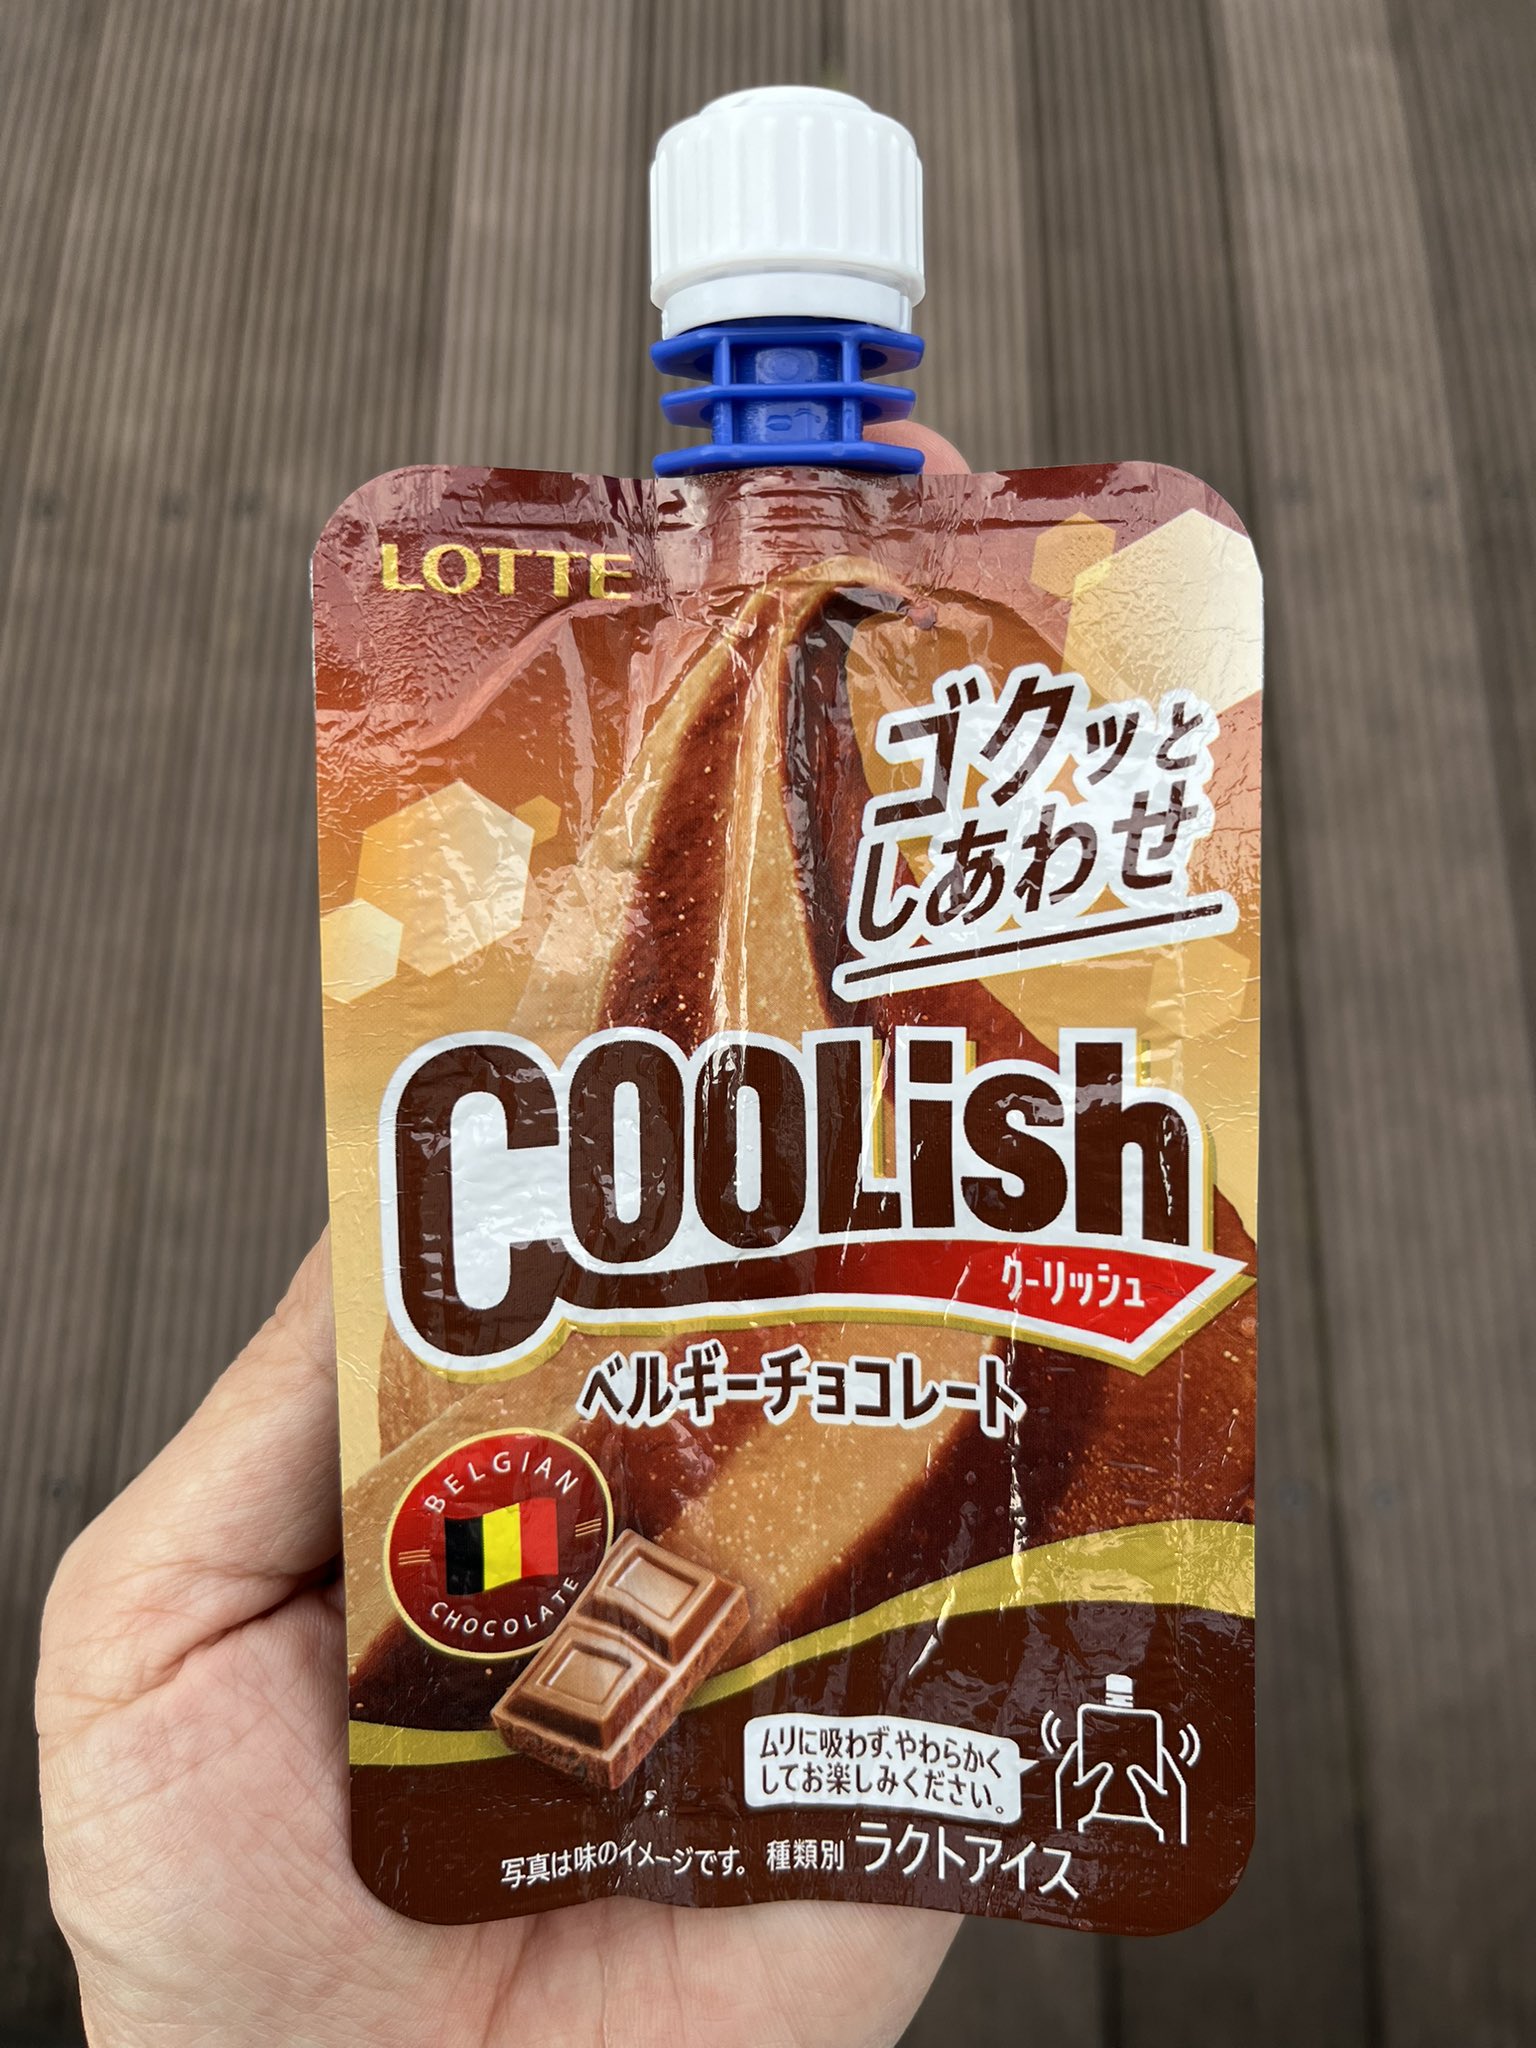 LOTTE
ゴクッと
しあわせ
COOLish
クーリッシュ
ベルギーチョコレート
BELGIAN
CHOCOLATE
ムリに吸わず、やわらかく
してお楽しみください。
写真は味のイメージです。 種類別 ラクトアイス